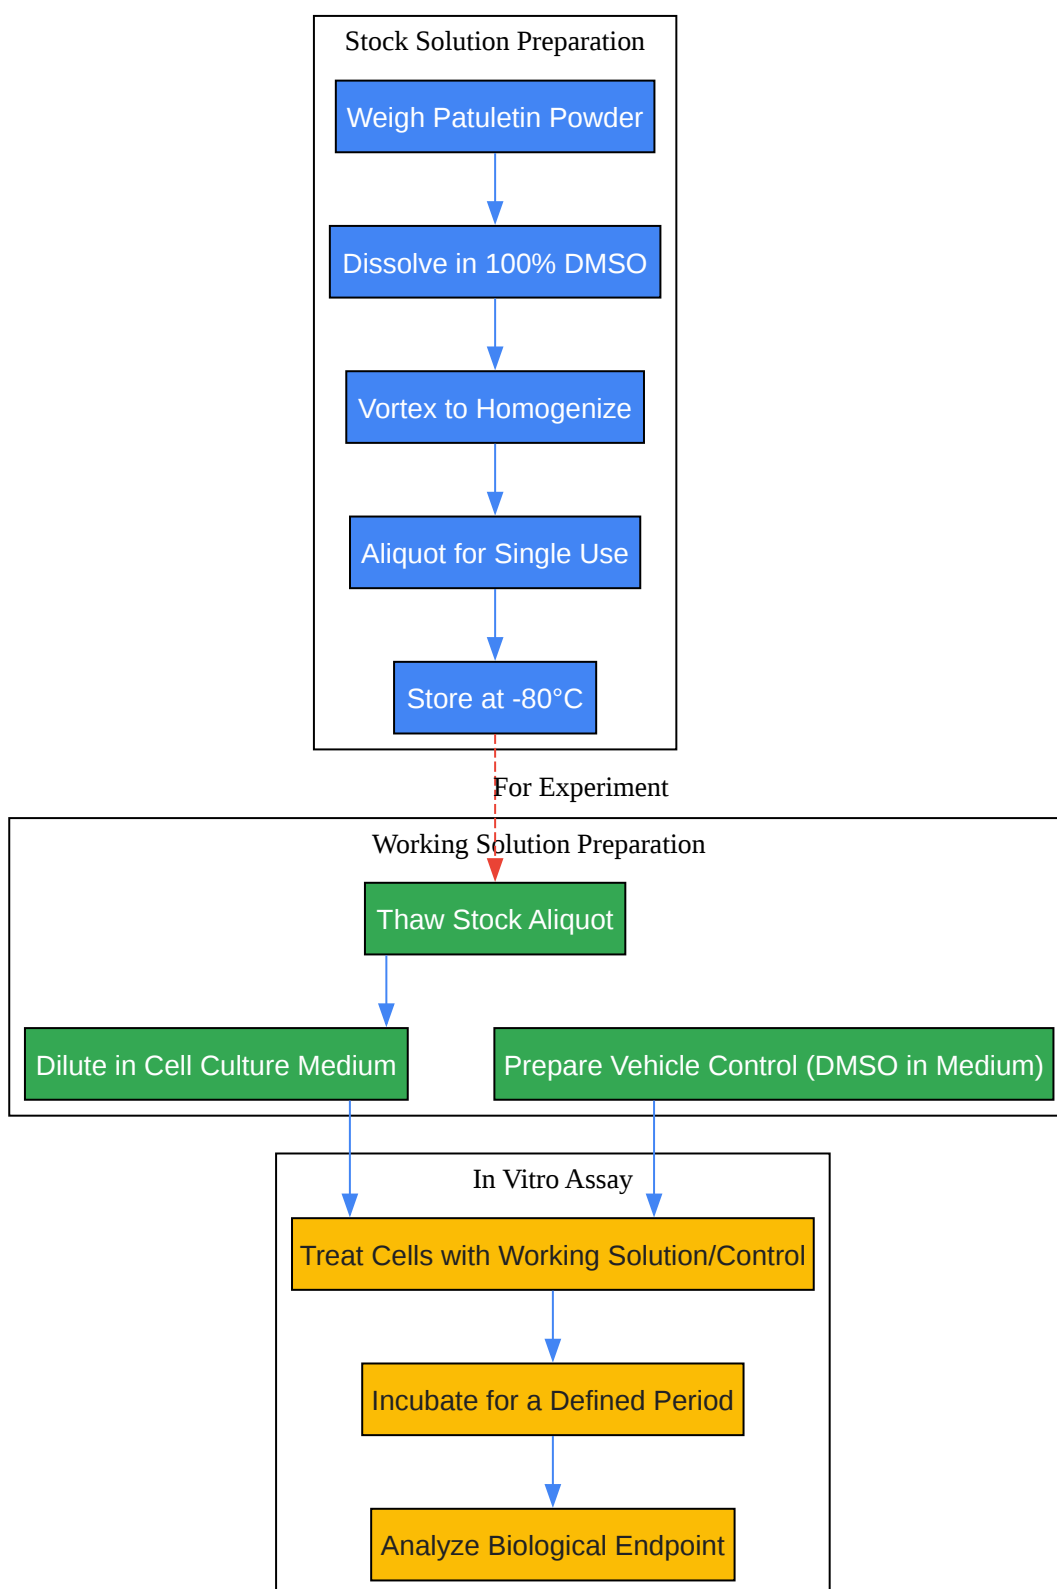 Stock Solution Preparation
Weigh Patuletin Powder
Dissolve in 100% DMSO
Vortex to Homogenize
Aliquot for Single Use
Store at -80°C
For Experiment
Working Solution Preparation
Thaw Stock Aliquot
Dilute in Cell Culture Medium
Prepare Vehicle Control (DMSO in Medium)
In Vitro Assay
Treat Cells with Working Solution/Control
Incubate for a Defined Period
Analyze Biological Endpoint